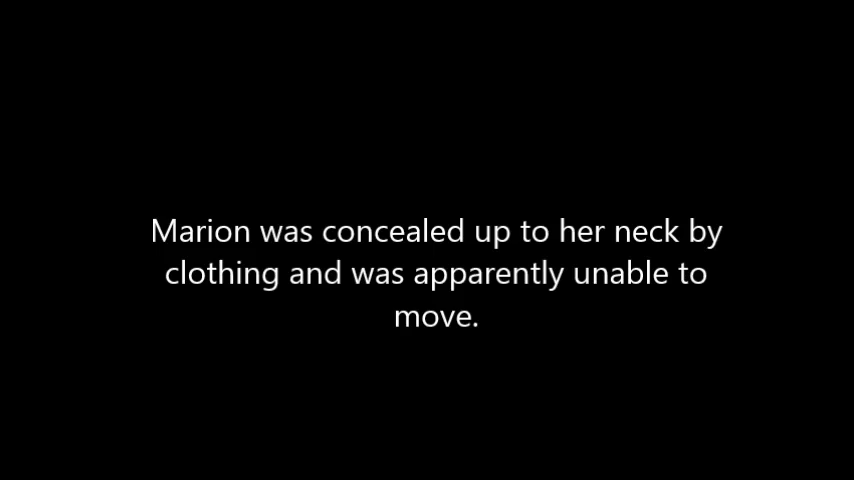 Marion was concealed up to her neck by
clothing and was apparently unable to
move.